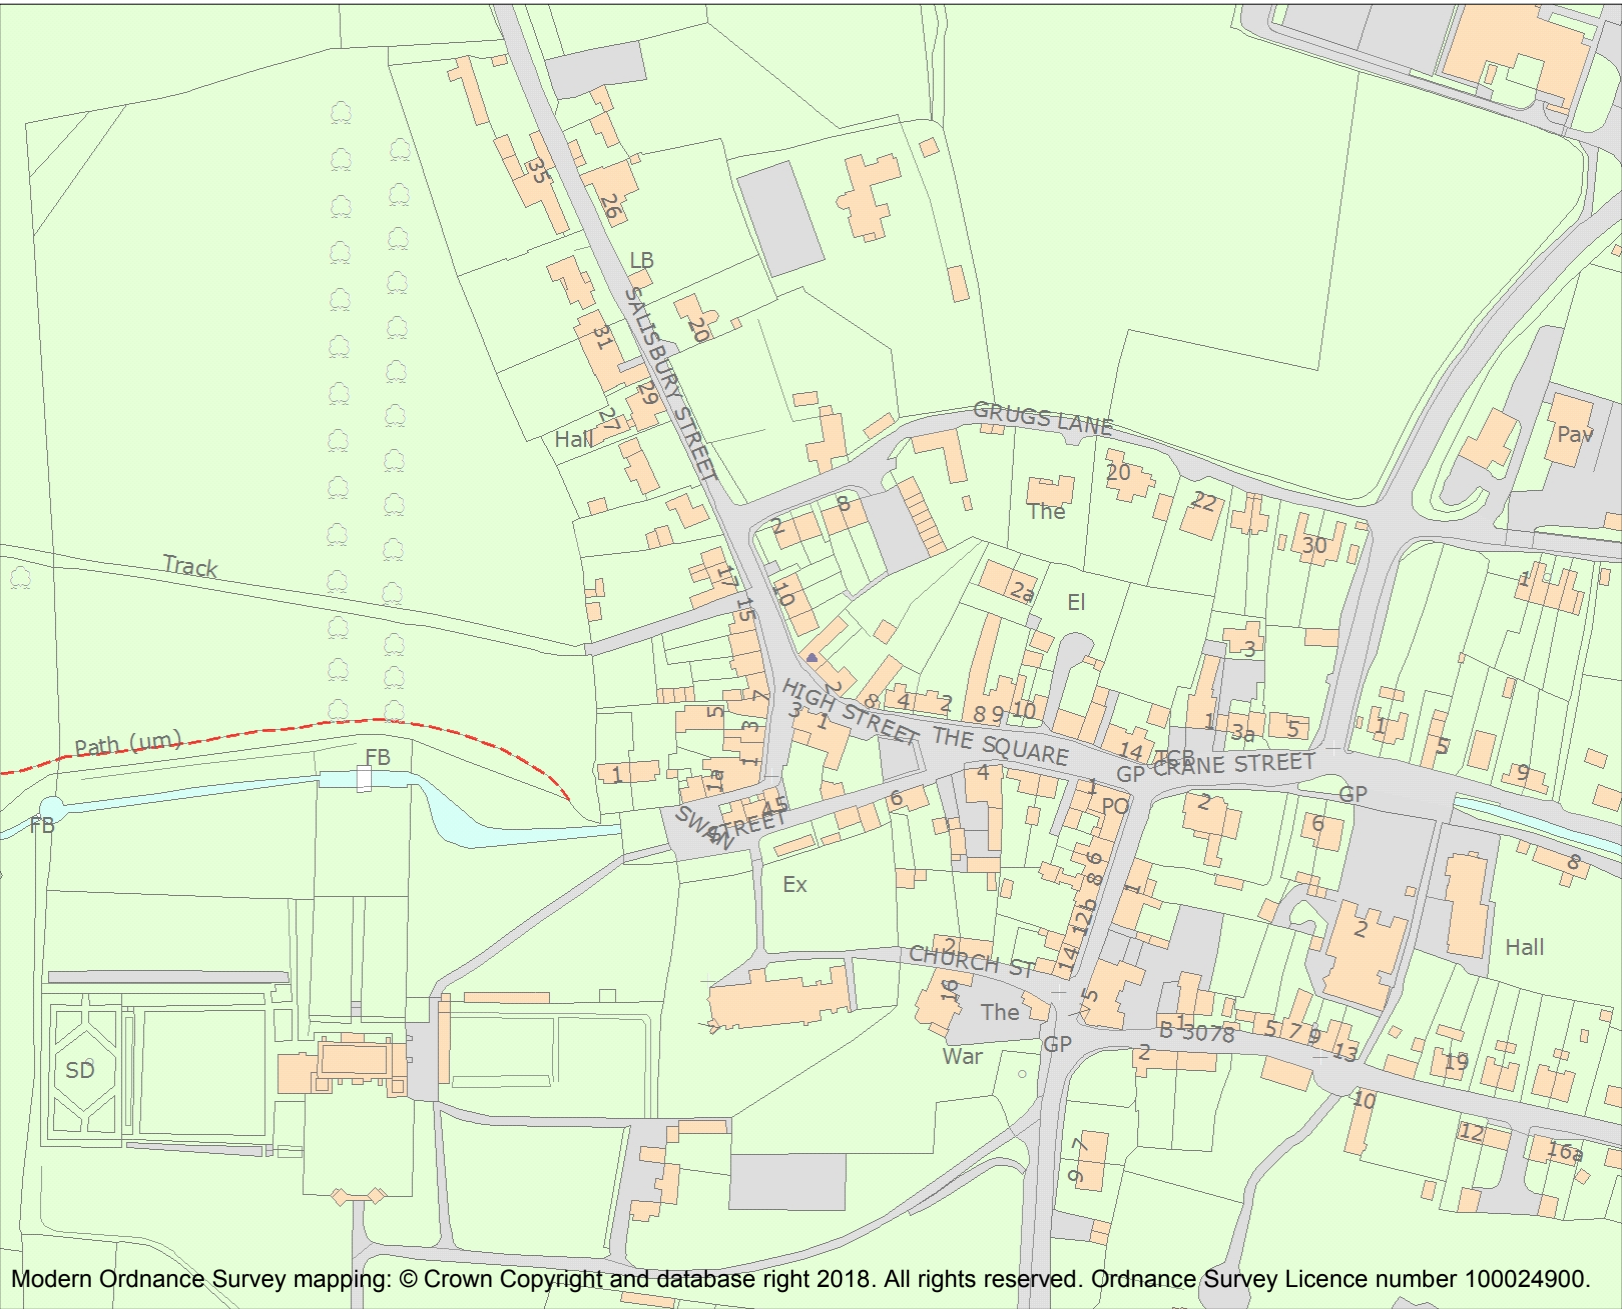 35
26
LB
SALISBURY STREET
20
31
29
27
Hall
GRUGS LANE
Pav
20
The
22
30
2
8
Track
17
15
10
2a
El
1
3
HIGH STREET
2
8
4
2
8
9
10
THE SQUARE
14
TCB
1
3a
5
1
5
9
7
5
3
3
1
1
1a
1
Path (um)
FB
FB
GP
CRANE STREET
GP
4
1
PO
2
6
8
6
45
SWAN
STREET
6
8
1
12b
14
Ex
2
Hall
CHURCH ST
2
16
The
War
5
GP
1
B 3078
5
7
9
13
2
19
10
12
16a
SD
7
9
Modern Ordnance Survey mapping: © Crown Copyright and database right 2018. All rights reserved. Ordnance Survey Licence number 100024900.